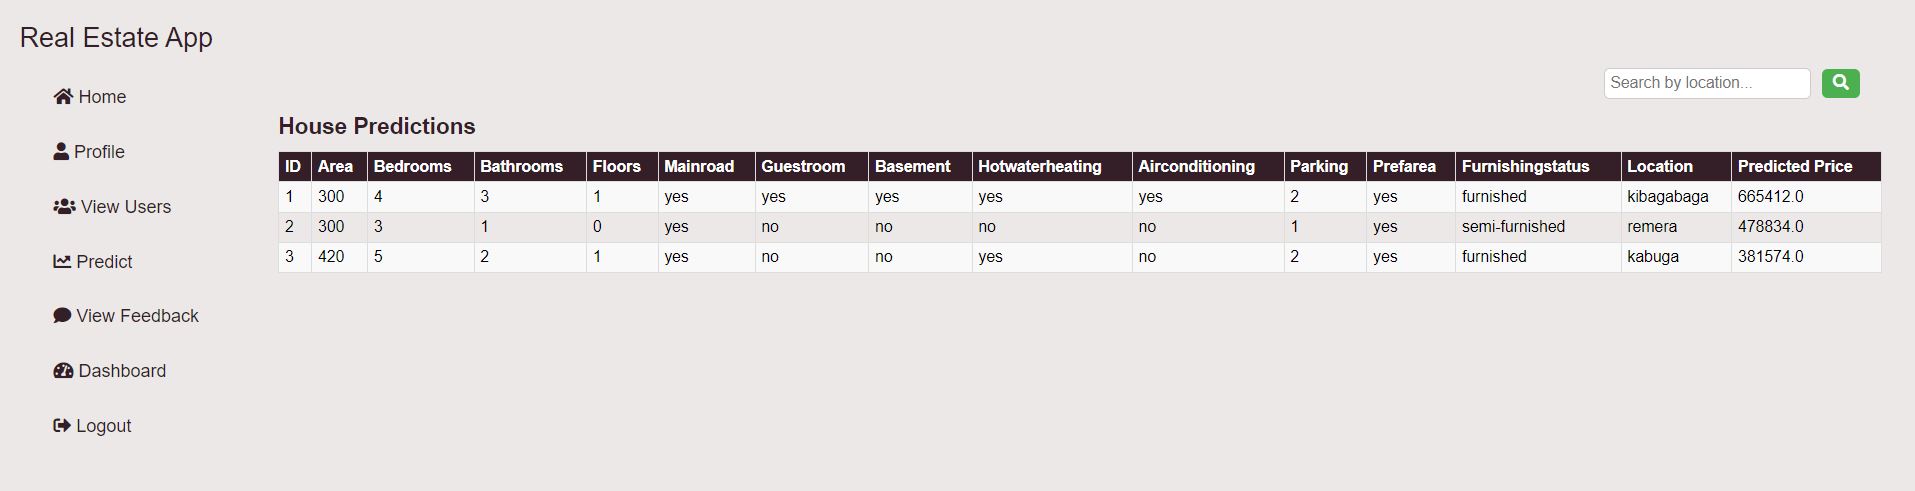 Real Estate App
Home
Profile
View Users
Predict
View Feedback
Dashboard
Logout
Search by location...
House Predictions
ID Area Bedrooms Bathrooms Floors Mainroad Guestroom Basement Hotwaterheating Airconditioning Parking Prefarea Furnishingstatus Location Predicted Price
1 300 4 3 1 yes yes yes yes yes 2 yes furnished kibagabaga 665412.0
2 300 3 1 0 yes no no no no 1 yes semi-furnished remera 478834.0
3 420 5 2 1 yes no no yes no 2 yes furnished kabuga 381574.0